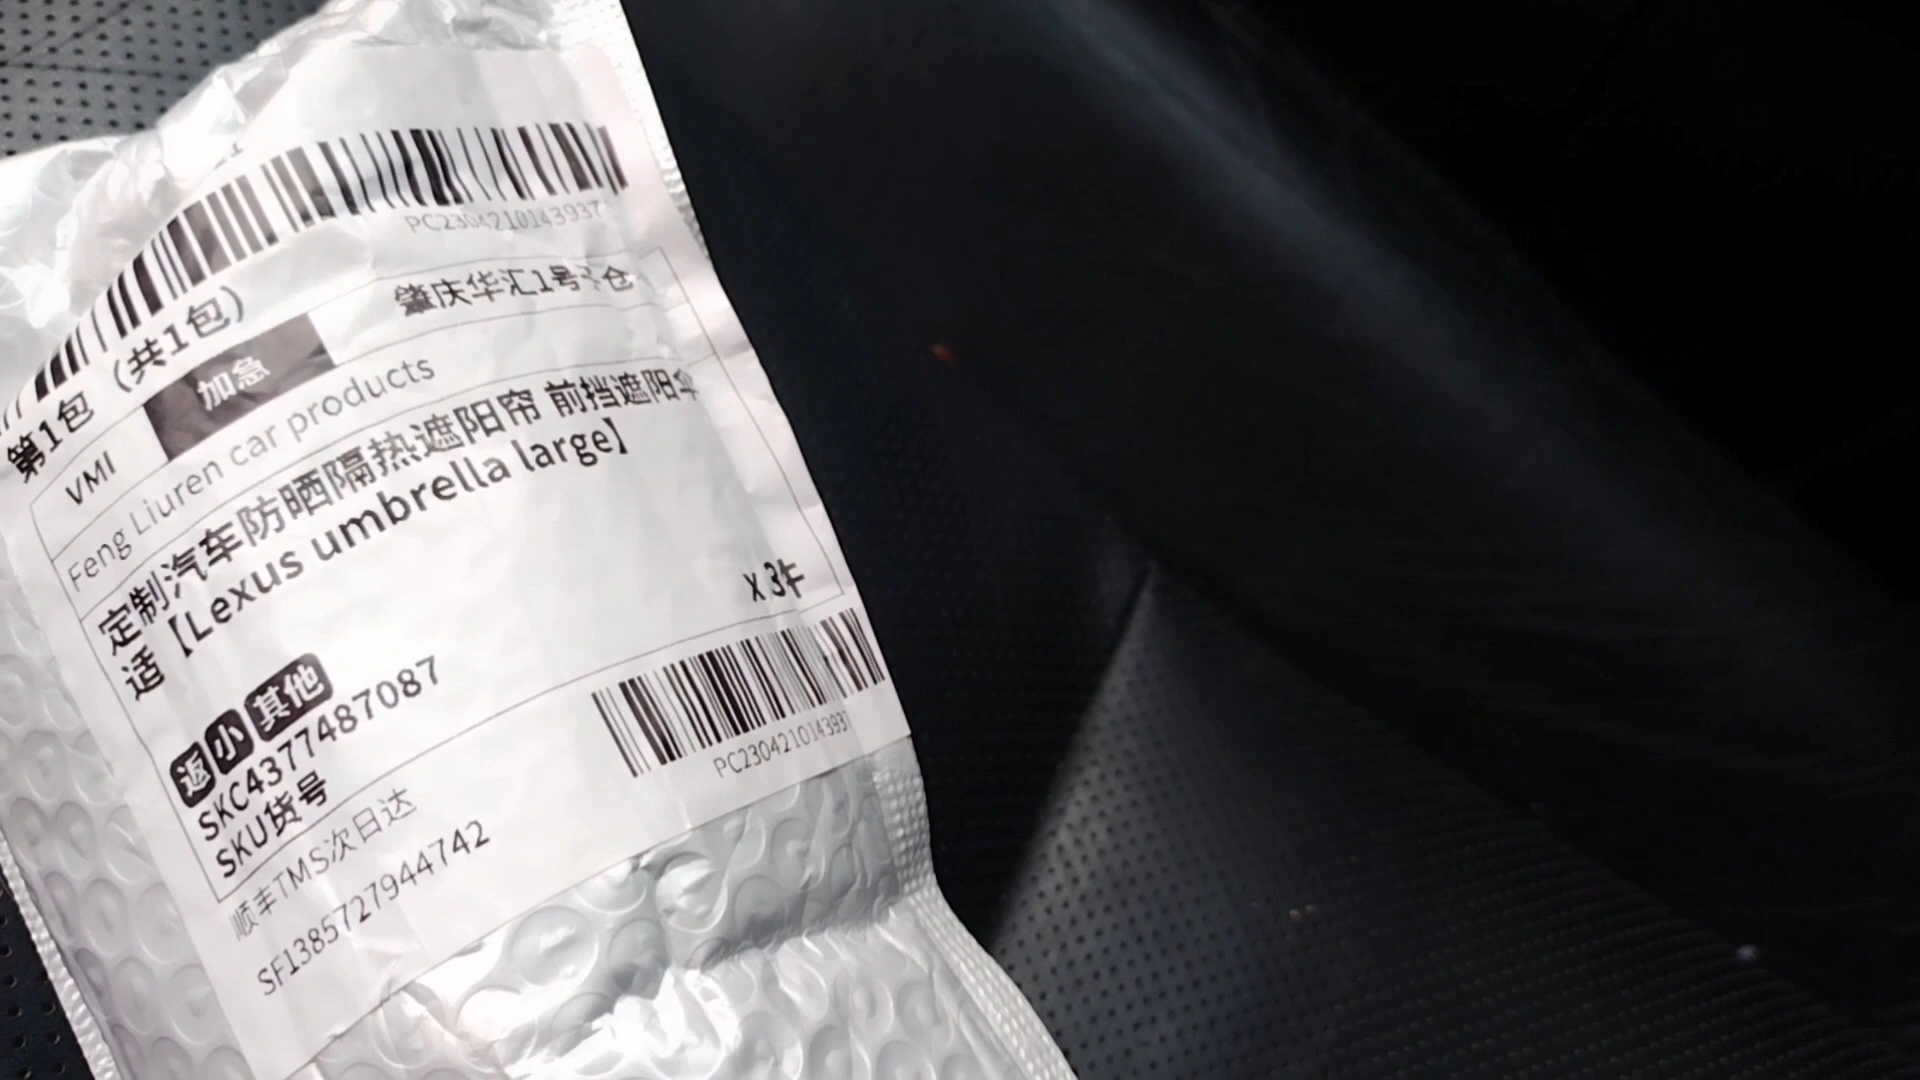 PC2304210143937
第1包（共1包）
肇庆华汇1号 仓
VMI
加急
Feng Liuren car products
定制汽车防晒隔热遮阳帘 前挡遮阳伞
适【Lexus umbrella large】
x 3件
返 小 其他
SKC4377487087
SKU货号
PC2304210143937
顺丰TMS次日达
SF1385727944742